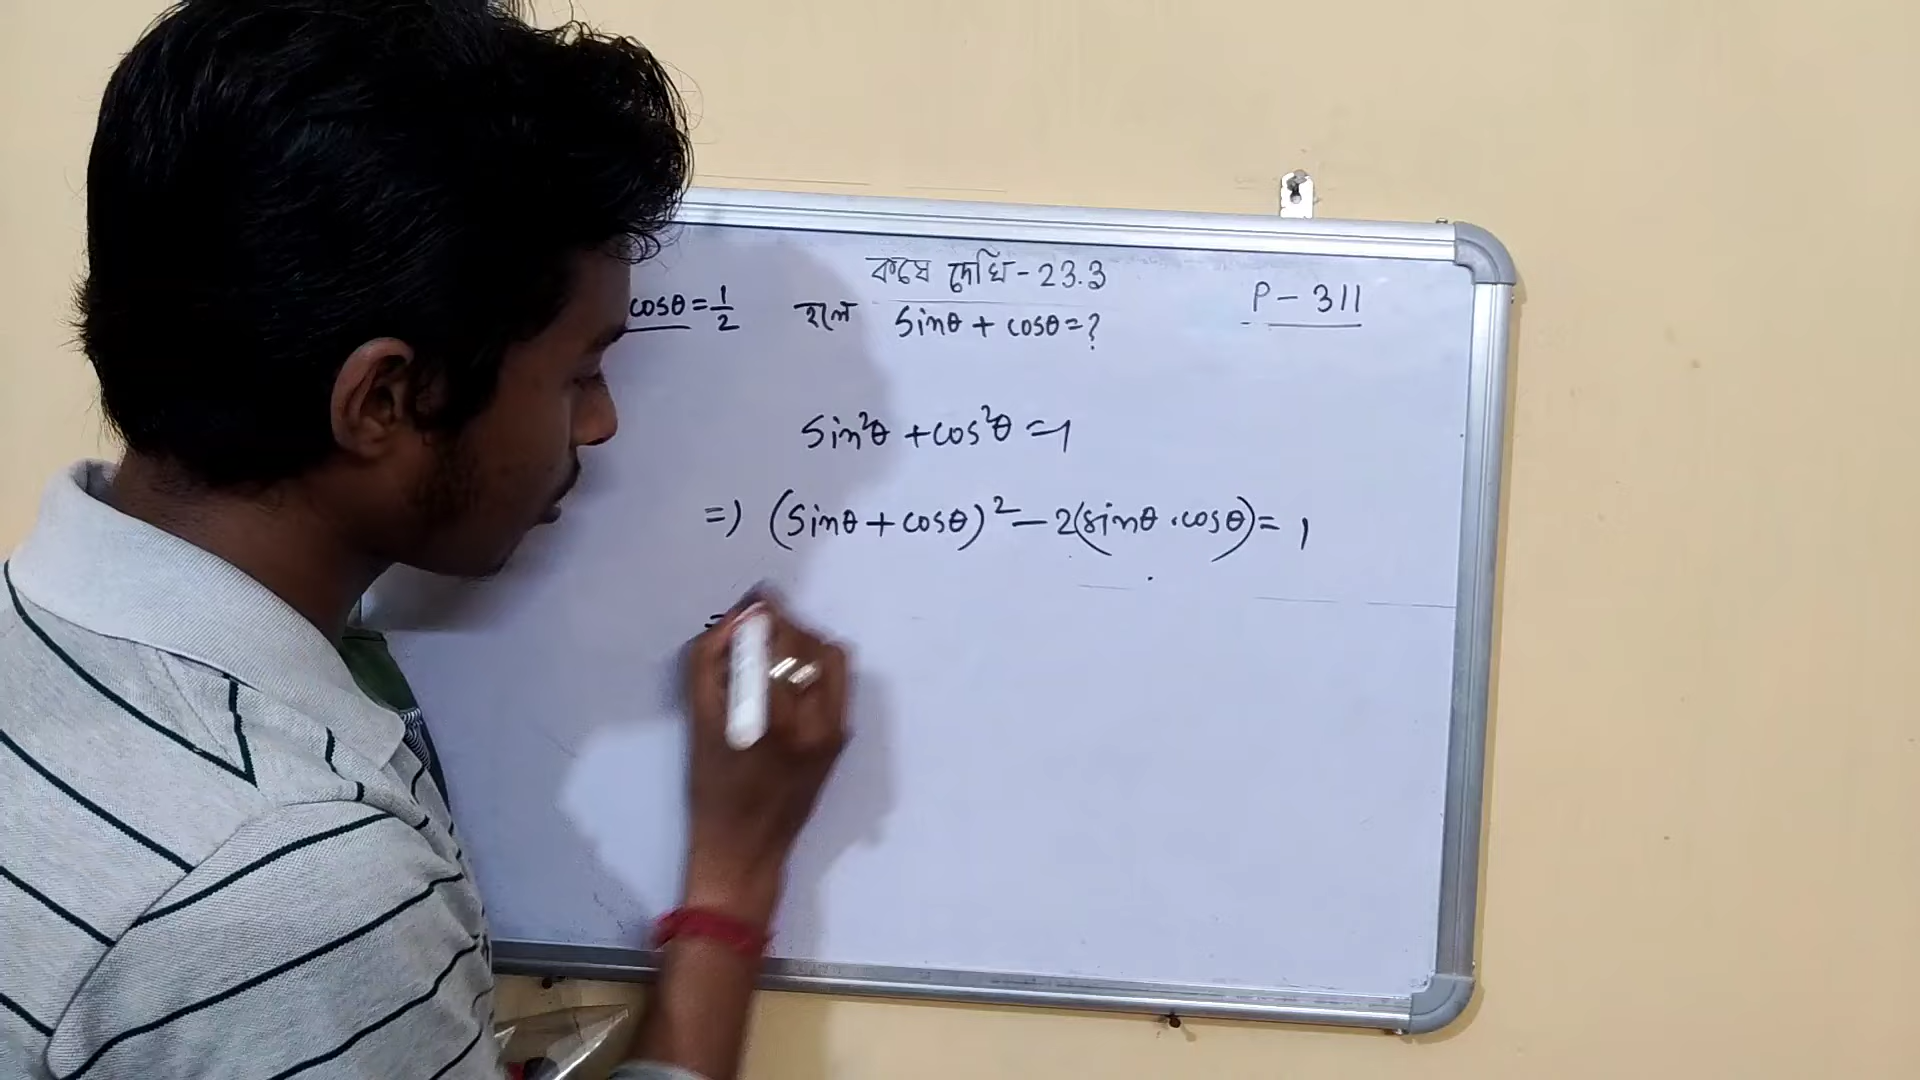 কষে দেখি - 23.3
P - 311
cosθ = 1/2 হলে sinθ + cosθ = ?
sin²θ + cos²θ = 1
=) (sinθ + cosθ)² - 2(sinθ . cosθ) = 1
=